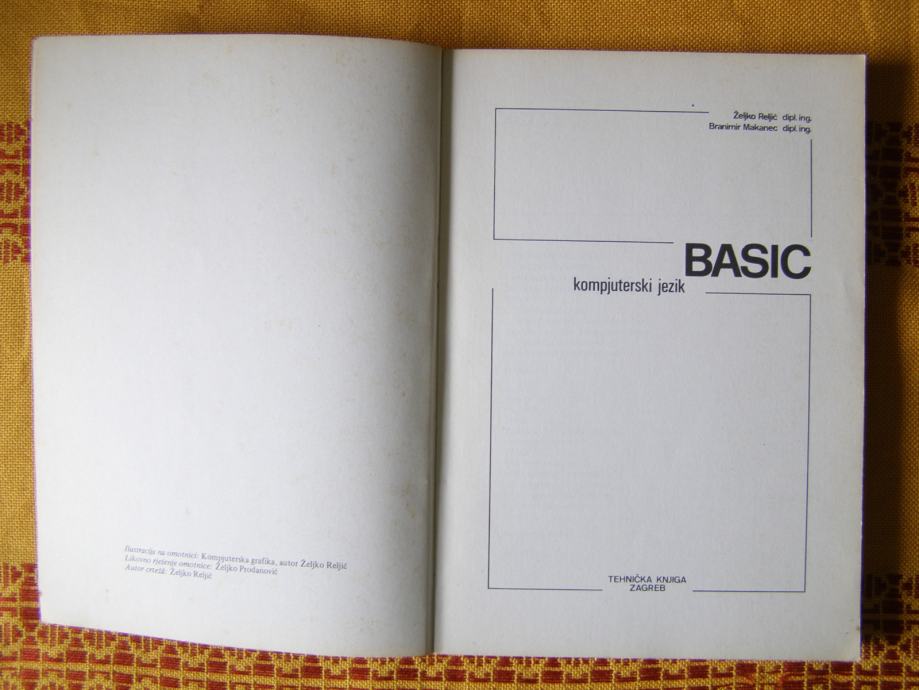 Ilustracija na omotnici: Kompjuterska grafika, autor Željko Reljić
Likovno rješenje omotnice: Željko Prodanović
Autor crteža: Željko Reljić
Željko Reljić dipl. ing.
Branimir Makanec dipl. ing.
BASIC
kompjuterski jezik
TEHNIČKA KNJIGA
ZAGREB